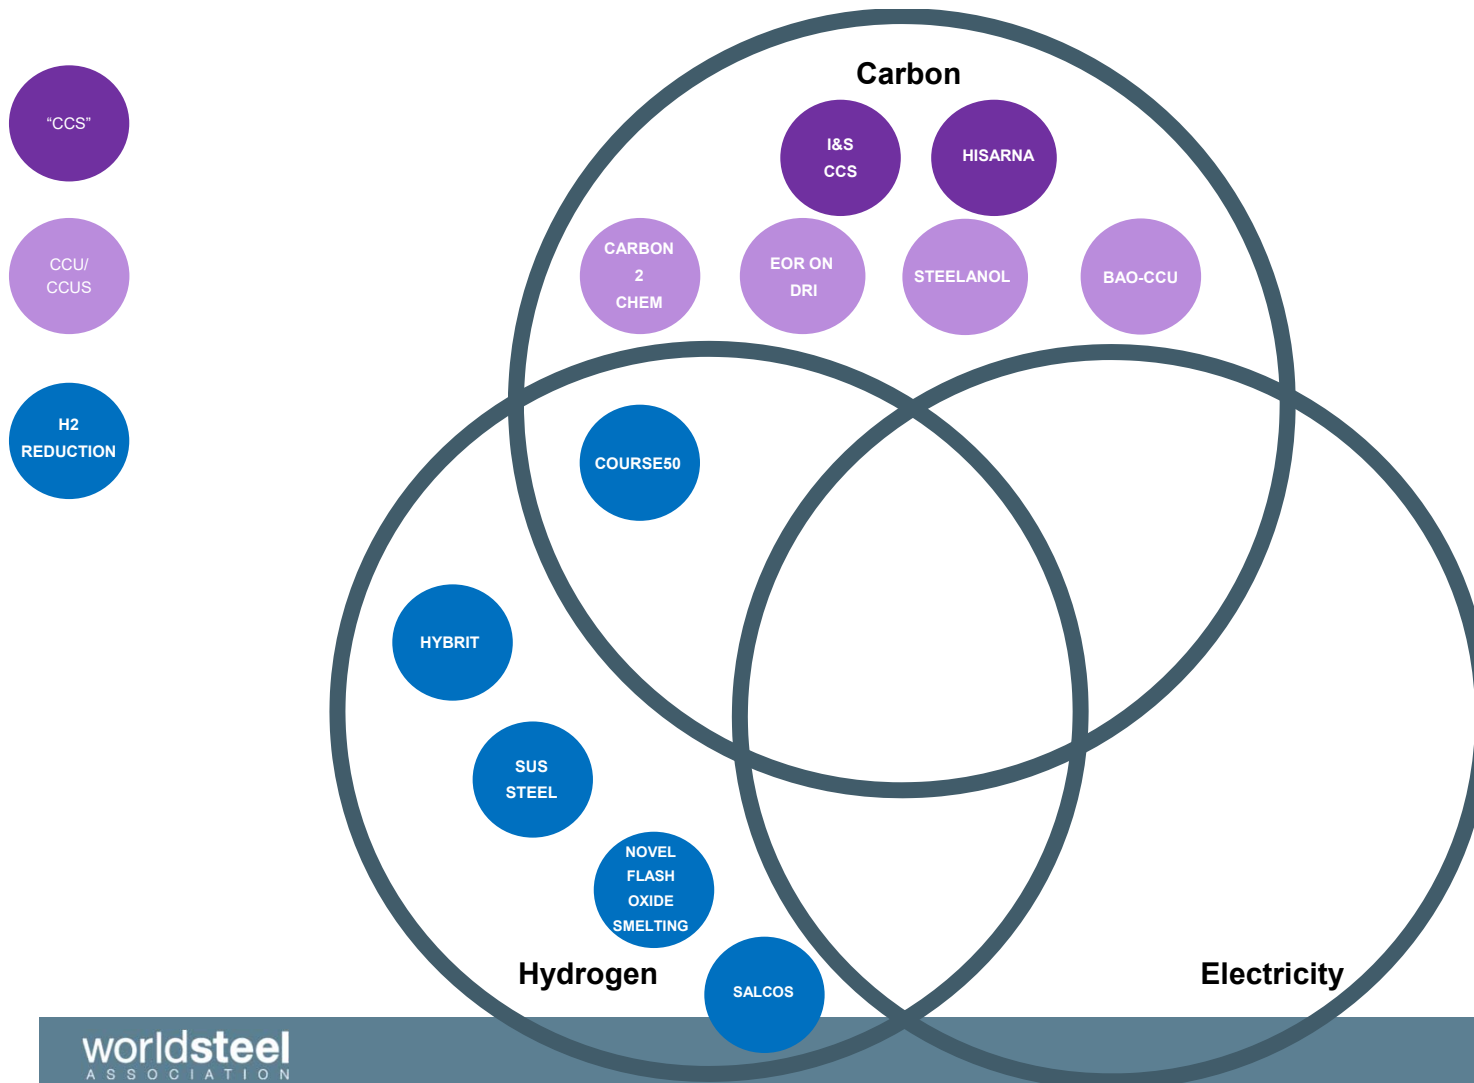 Carbon
“CCS”
I&S
CCS
HISARNA
CCU/
CCUS
CARBON
2
CHEM
EOR ON
DRI
STEELANOL
BAO-CCU
H2
REDUCTION
COURSE50
HYBRIT
SUS
STEEL
NOVEL
FLASH
OXIDE
SMELTING
Hydrogen
SALCOS
Electricity
worldsteel
ASSOCIATION